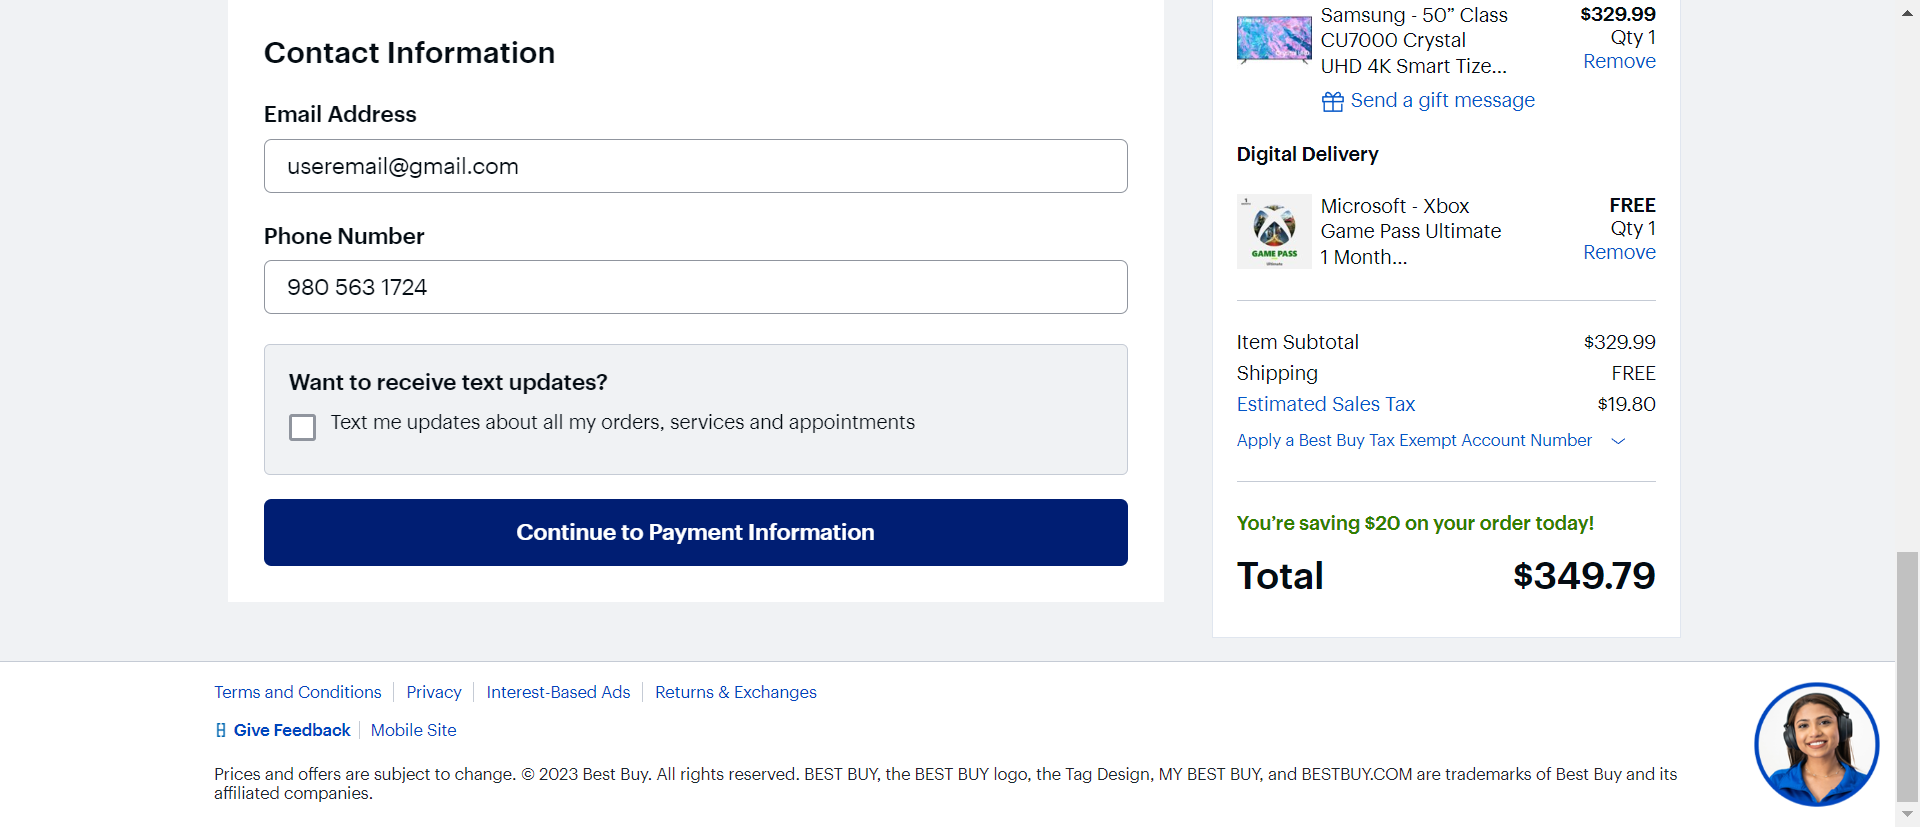 Contact Information
Email Address
useremail@gmail.com
Phone Number
980 563 1724
Want to receive text updates?
Text me updates about all my orders, services and appointments
Continue to Payment Information
Samsung - 50” Class
CU7000 Crystal
UHD 4K Smart Tize...
$329.99
Qty 1
Remove
Send a gift message
Digital Delivery
GAME PASS
Ultimate
Microsoft - Xbox
Game Pass Ultimate
1 Month...
FREE
Qty 1
Remove
Item Subtotal $329.99
Shipping FREE
Estimated Sales Tax $19.80
Apply a Best Buy Tax Exempt Account Number
You’re saving $20 on your order today!
Total $349.79
Terms and Conditions Privacy Interest-Based Ads Returns & Exchanges
Give Feedback Mobile Site
Prices and offers are subject to change. © 2023 Best Buy. All rights reserved. BEST BUY, the BEST BUY logo, the Tag Design, MY BEST BUY, and BESTBUY.COM are trademarks of Best Buy and its
affiliated companies.